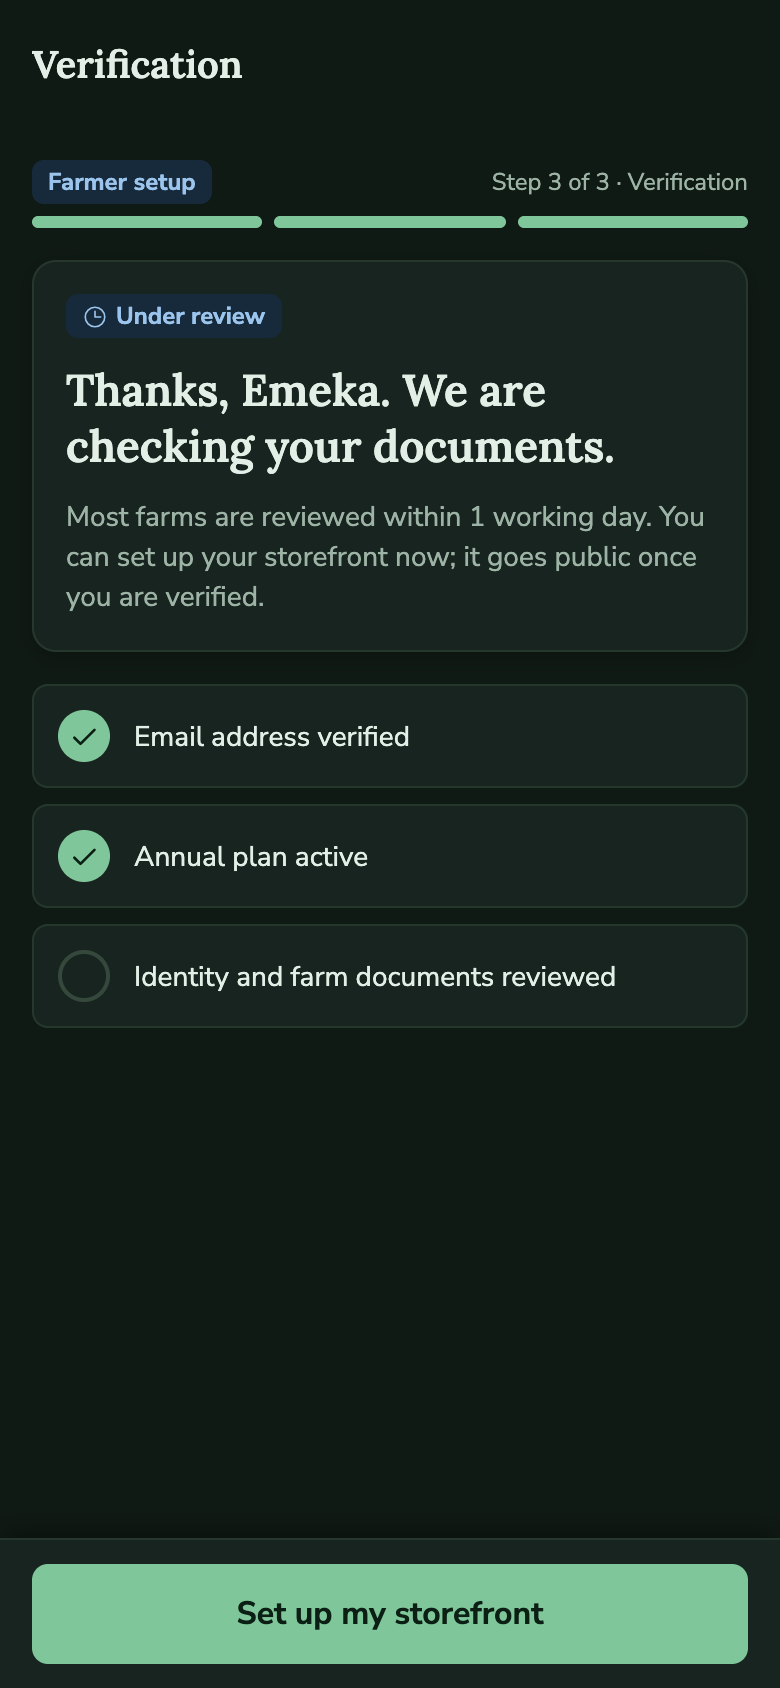 Verification
Farmer setup
Step 3 of 3 · Verification
Under review
Thanks, Emeka. We are
checking your documents.
Most farms are reviewed within 1 working day. You
can set up your storefront now; it goes public once
you are verified.
Email address verified
Annual plan active
Identity and farm documents reviewed
Set up my storefront